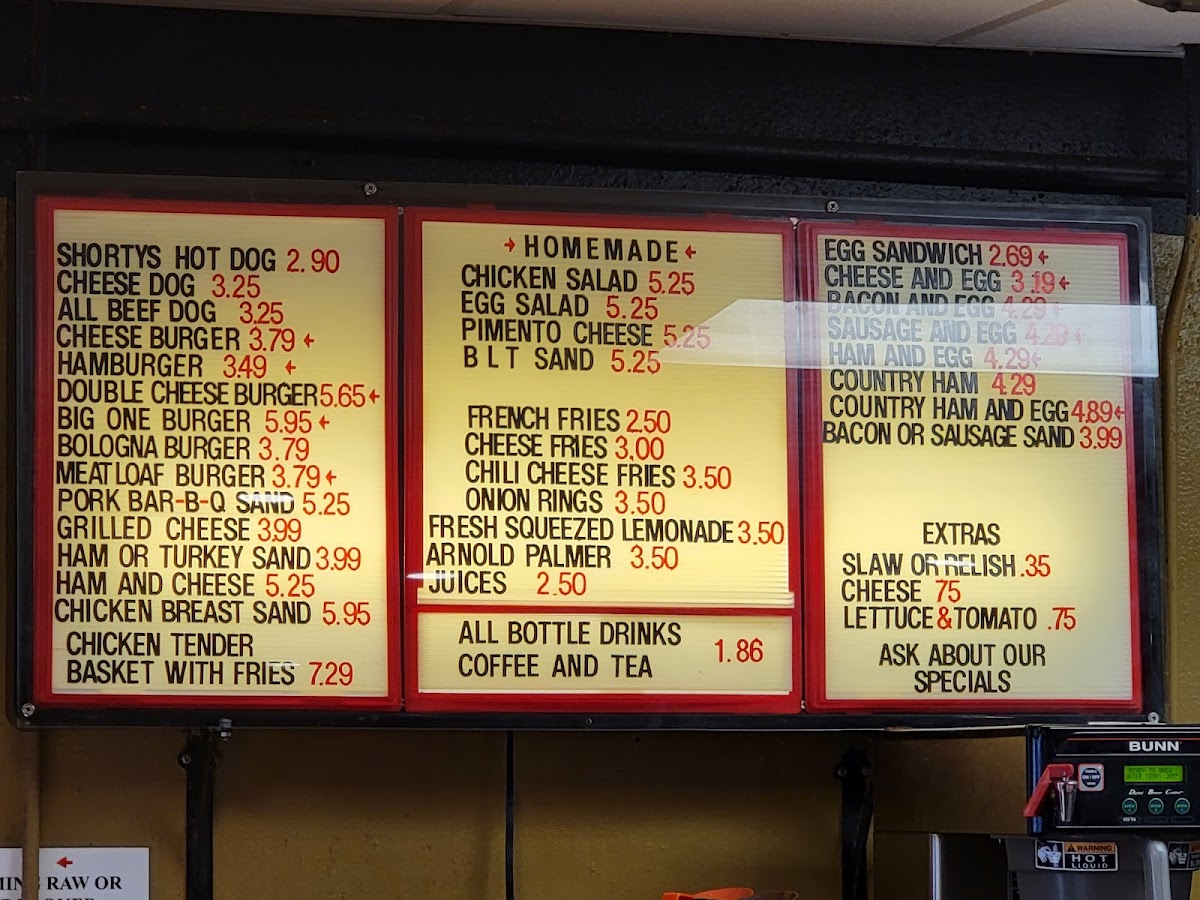 SHORTYS HOT DOG 2.90
CHEESE DOG 3.25
ALL BEEF DOG 3.25
CHEESE BURGER 3.79 ←
HAMBURGER 3.49 ←
DOUBLE CHEESE BURGER 5.65 ←
BIG ONE BURGER 5.95 ←
BOLOGNA BURGER 3.79
MEATLOAF BURGER 3.79 ←
PORK BAR-B-Q SAND 5.25
GRILLED CHEESE 3.99
HAM OR TURKEY SAND 3.99
HAM AND CHEESE 5.25
CHICKEN BREAST SAND 5.95
CHICKEN TENDER
BASKET WITH FRIES 7.29
→ HOMEMADE ←
CHICKEN SALAD 5.25
EGG SALAD 5.25
PIMENTO CHEESE 5.25
B L T SAND 5.25
FRENCH FRIES 2.50
CHEESE FRIES 3.00
CHILI CHEESE FRIES 3.50
ONION RINGS 3.50
FRESH SQUEEZED LEMONADE 3.50
ARNOLD PALMER 3.50
JUICES 2.50
ALL BOTTLE DRINKS
COFFEE AND TEA 1.86
EGG SANDWICH 2.69 ←
CHEESE AND EGG 3.19 ←
BACON AND EGG 4.29 ←
SAUSAGE AND EGG 4.29 ←
HAM AND EGG 4.29 ←
COUNTRY HAM 4.29
COUNTRY HAM AND EGG 4.89 ←
BACON OR SAUSAGE SAND 3.99
EXTRAS
SLAW OR RELISH .35
CHEESE 75
LETTUCE & TOMATO .75
ASK ABOUT OUR
SPECIALS
BUNN
ON/OFF
WARNING
HOT
LIQUID
←
RAW OR